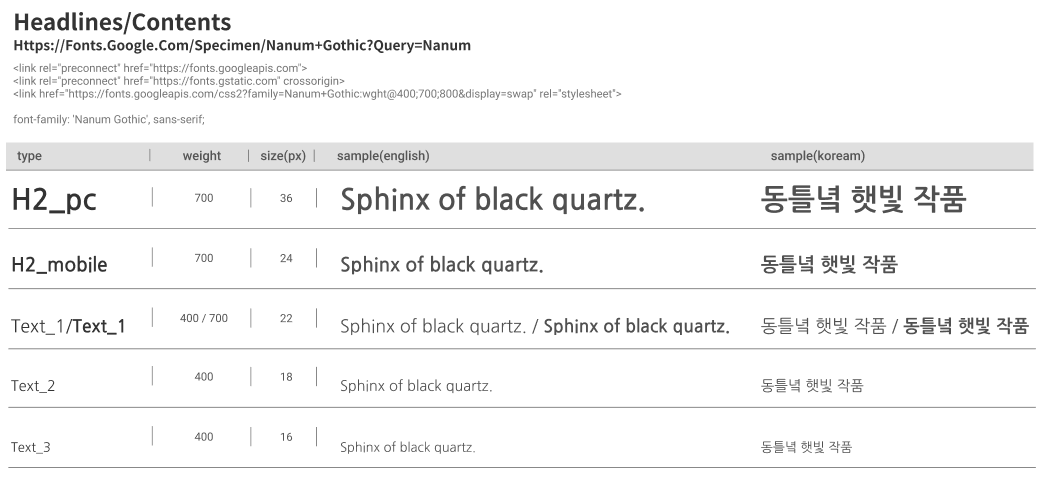 Headlines/Contents
Https://Fonts.Google.Com/Specimen/Nanum+Gothic?Query=Nanum
<link rel="preconnect" href="https://fonts.googleapis.com">
<link rel="preconnect" href="https://fonts.gstatic.com" crossorigin>
<link href="https://fonts.googleapis.com/css2?family=Nanum+Gothic:wght@400;700;800&display=swap" rel="stylesheet">
font-family: 'Nanum Gothic', sans-serif;
type | weight | size(px) | sample(english) sample(koream)
H2_pc | 700 | 36 | Sphinx of black quartz. 동틀녘 햇빛 작품
H2_mobile | 700 | 24 | Sphinx of black quartz. 동틀녘 햇빛 작품
Text_1/Text_1 | 400 / 700 | 22 | Sphinx of black quartz. / Sphinx of black quartz. 동틀녘 햇빛 작품 / 동틀녘 햇빛 작품
Text_2 | 400 | 18 | Sphinx of black quartz. 동틀녘 햇빛 작품
Text_3 | 400 | 16 | Sphinx of black quartz. 동틀녘 햇빛 작품